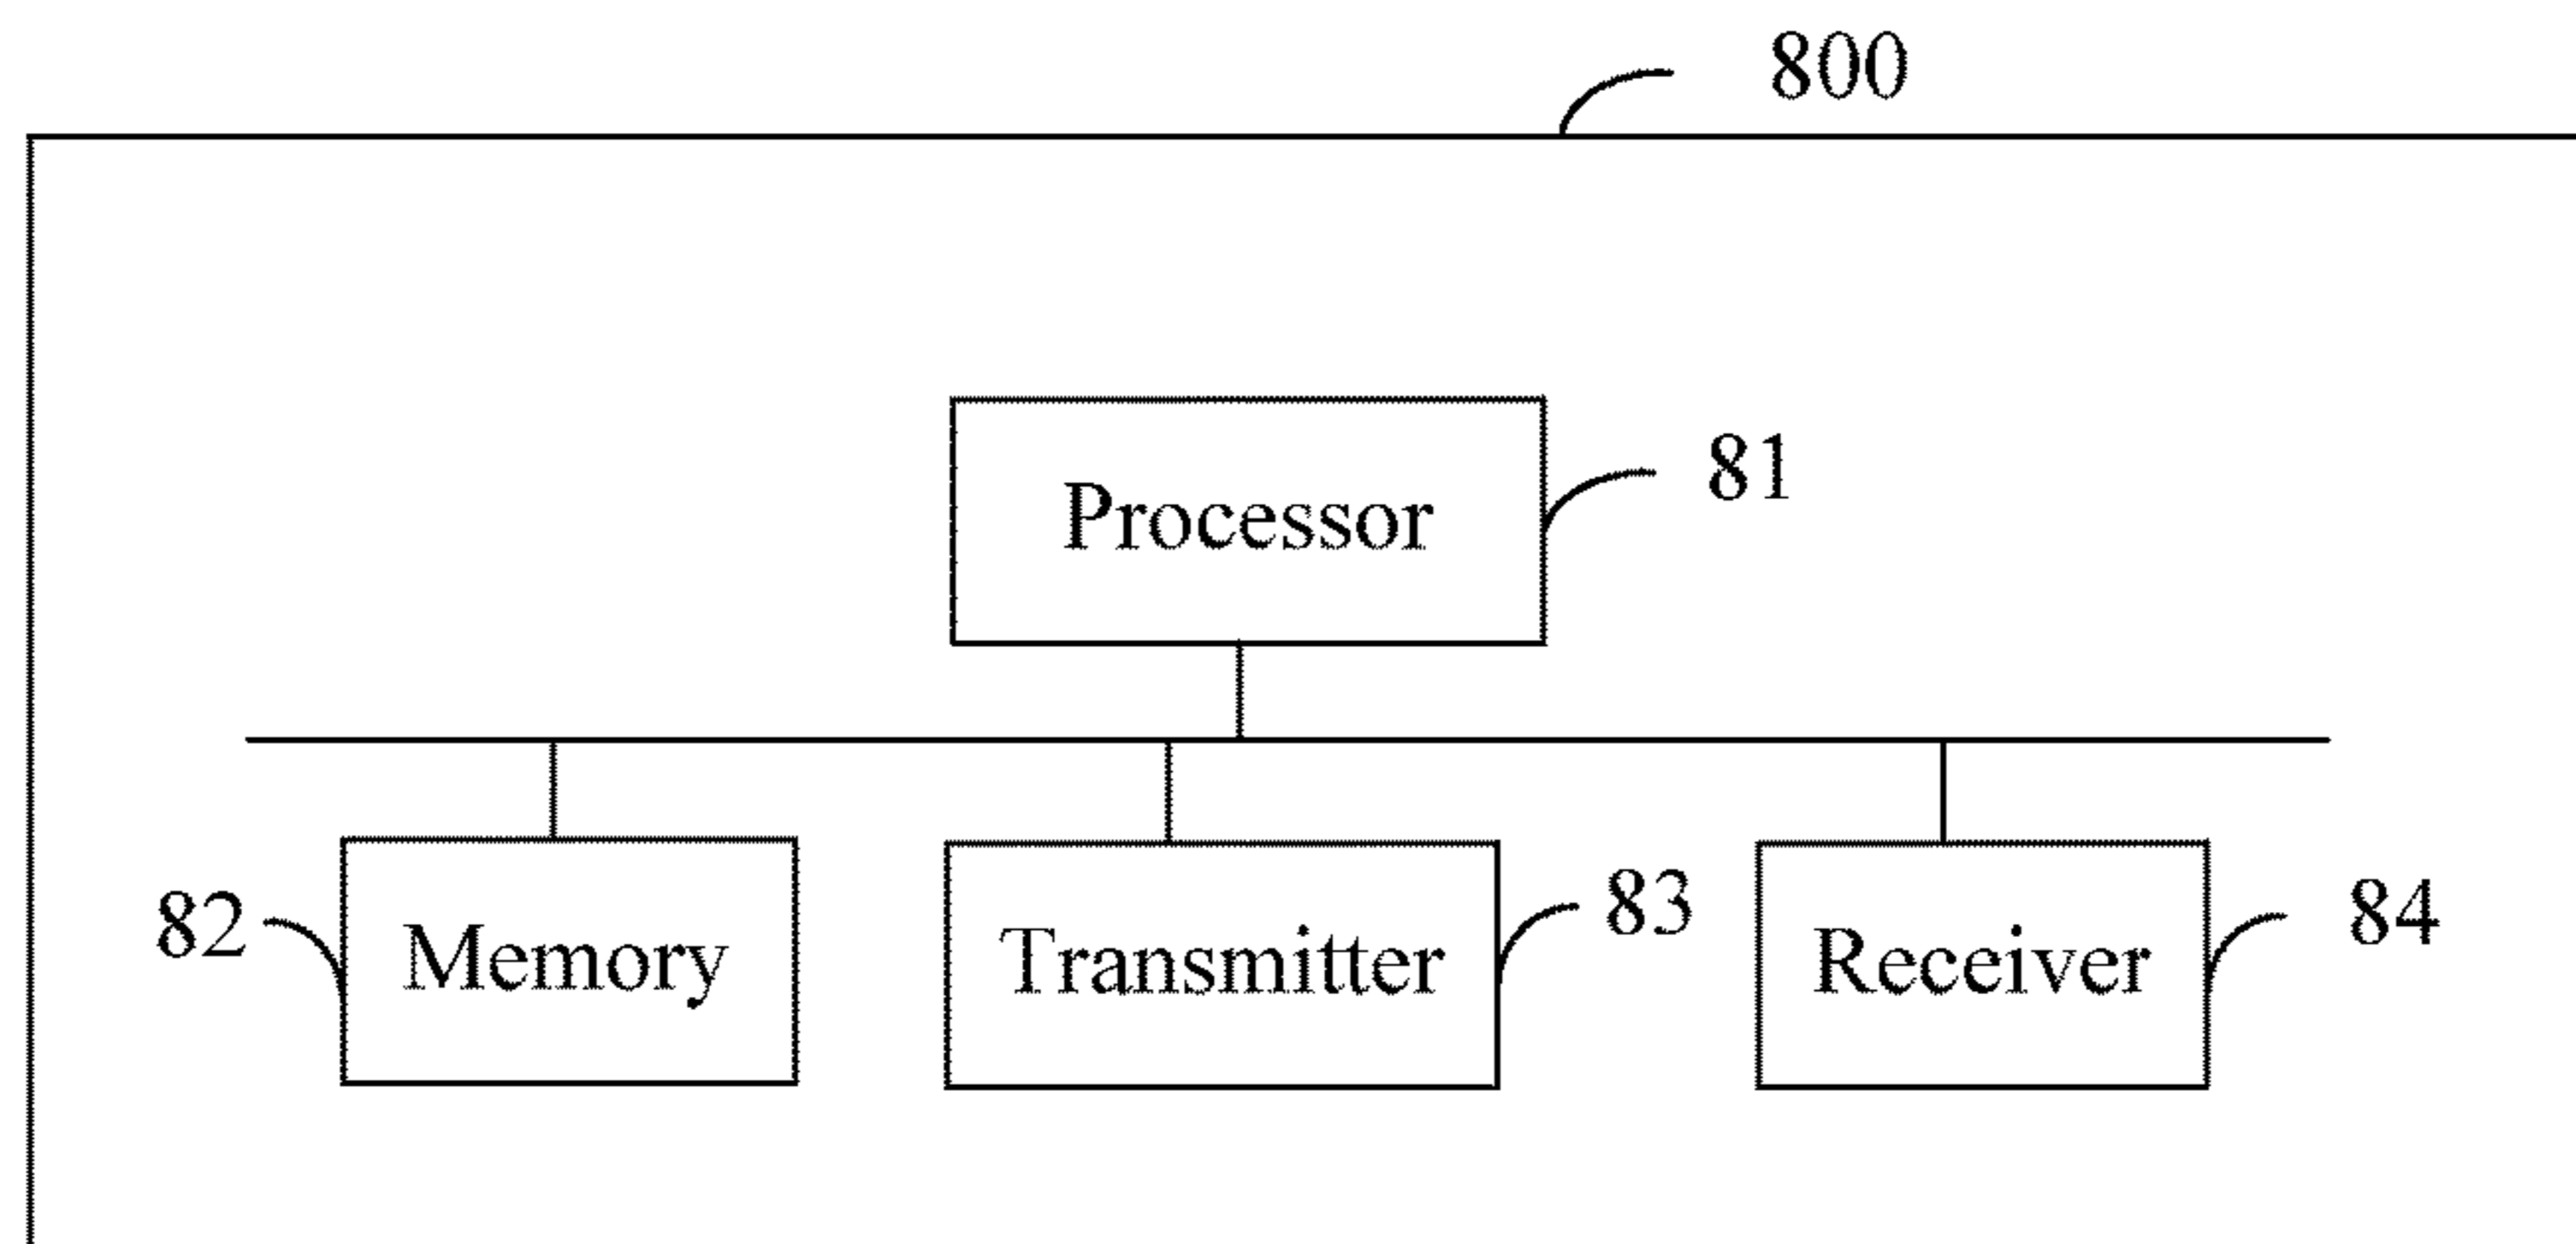 800
Processor
81
82
Memory
Transmitter
83
Receiver
84